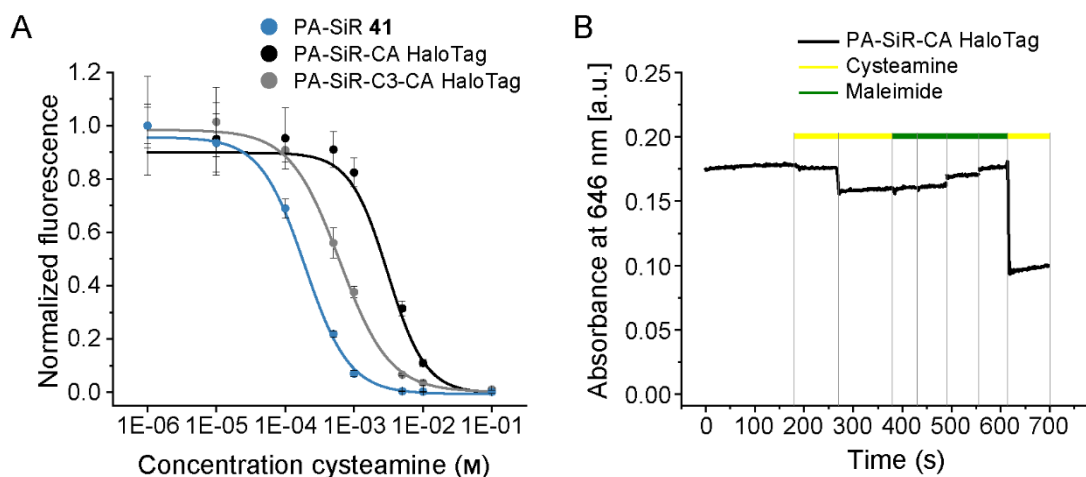 A
PA-SiR 41
PA-SiR-CA HaloTag
PA-SiR-C3-CA HaloTag
1.2
1.0
0.8
0.6
0.4
0.2
0.0
Normalized fluorescence
1E-06 1E-05 1E-04 1E-03 1E-02 1E-01
Concentration cysteamine (M)
B
PA-SiR-CA HaloTag
Cysteamine
Maleimide
0.25
0.20
0.15
0.10
0.05
0.00
Absorbance at 646 nm [a.u.]
0 100 200 300 400 500 600 700
Time (s)